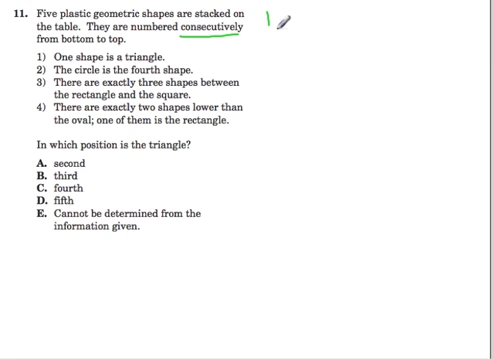 11. Five plastic geometric shapes are stacked on
the table. They are numbered consecutively
from bottom to top.
1) One shape is a triangle.
2) The circle is the fourth shape.
3) There are exactly three shapes between
the rectangle and the square.
4) There are exactly two shapes lower than
the oval; one of them is the rectangle.
In which position is the triangle?
A. second
B. third
C. fourth
D. fifth
E. Cannot be determined from the
information given.